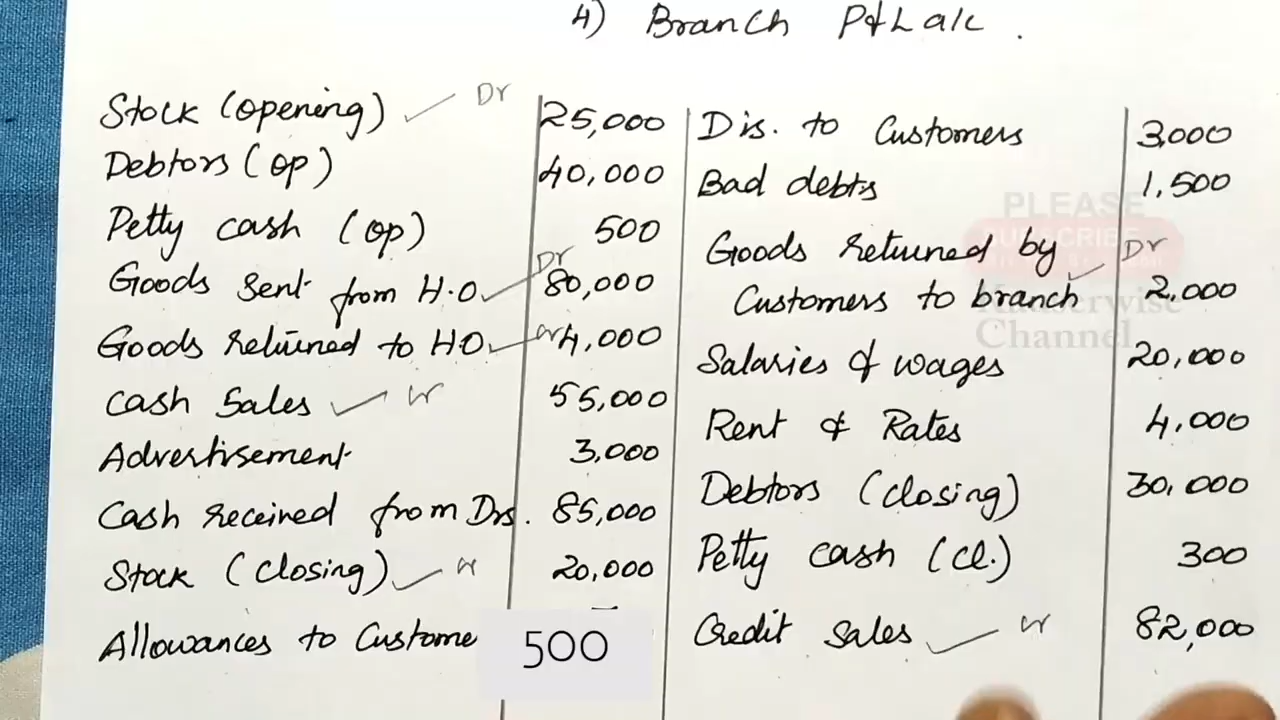 4) Branch P&L a/c.
Stock (opening) Dr 25,000
Debtors (op) 40,000
Petty cash (op) 500
Goods sent from H.O. Dr 80,000
Goods returned to HO. cr 4,000
Cash Sales cr 55,000
Advertisement 3,000
Cash received from Drs. 85,000
Stock (closing) cr 20,000
Allowances to Custome 500
Dis. to Customers 3,000
Bad debts 1,500
Goods returned by Dr
Customers to branch 2,000
Salaries & wages 20,000
Rent & Rates 4,000
Debtors (closing) 30,000
Petty cash (cl.) 300
Credit sales cr 82,000
PLEASE
SUBSCRIBE
Kauserwise
Channel